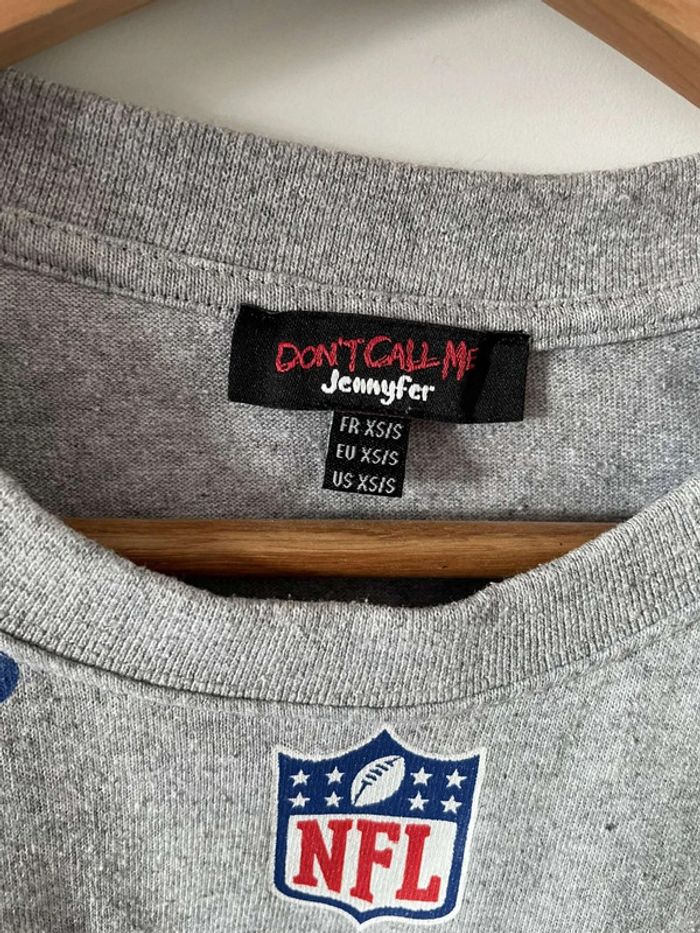 DON'T CALL ME
Jennyfer
FR XS/S
EU XS/S
US XS/S
NFL